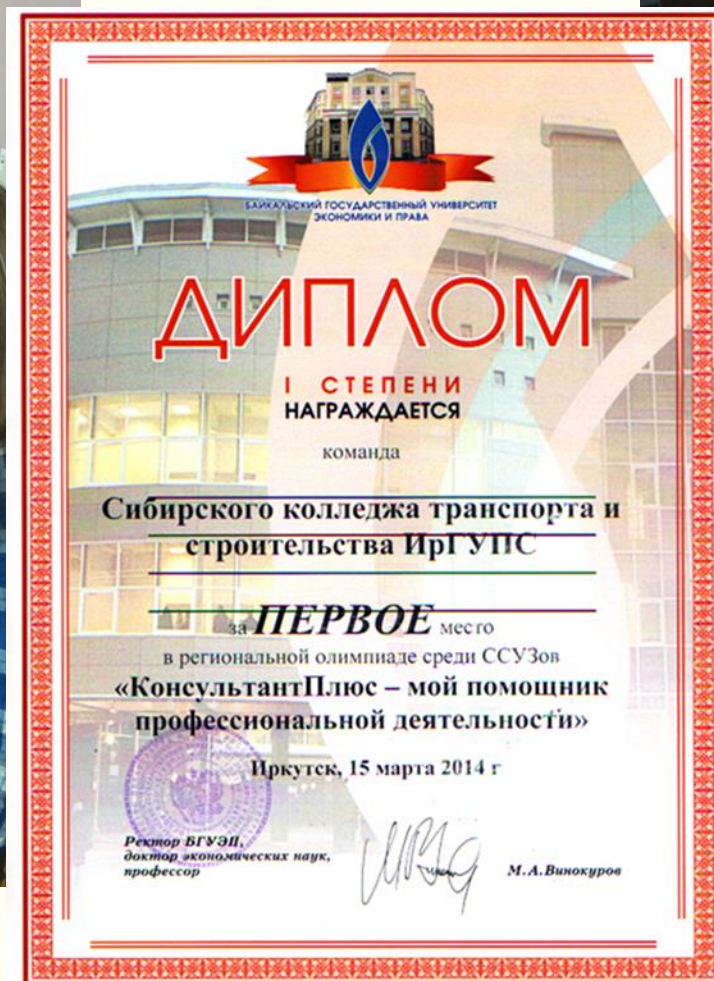 БАЙКАЛЬСКИЙ ГОСУДАРСТВЕННЫЙ УНИВЕРСИТЕТ
ЭКОНОМИКИ И ПРАВА
ДИПЛОМ
I СТЕПЕНИ
НАГРАЖДАЕТСЯ
команда
Сибирского колледжа транспорта и
строительства ИрГУПС
за ПЕРВОЕ место
в региональной олимпиаде среди ССУЗов
«КонсультантПлюс – мой помощник
профессиональной деятельности»
Иркутск, 15 марта 2014 г
Ректор БГУЭП,
доктор экономических наук,
профессор
М.А.Винокуров